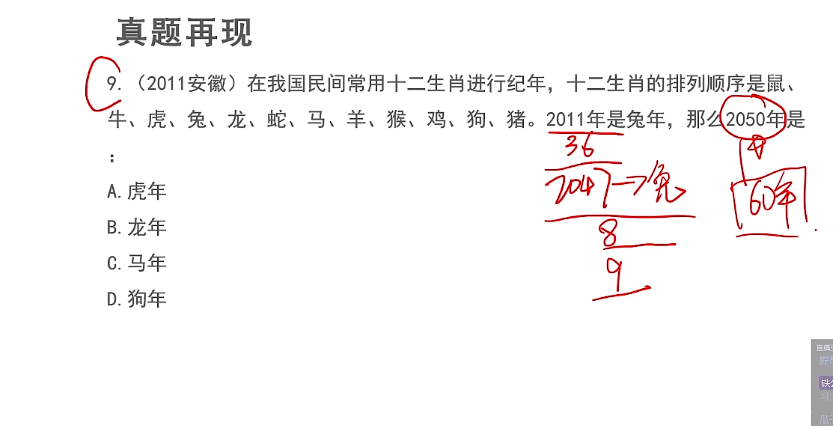 真题再现
9.（2011安徽）在我国民间常用十二生肖进行纪年，十二生肖的排列顺序是鼠、
牛、虎、兔、龙、蛇、马、羊、猴、鸡、狗、猪。2011年是兔年，那么2050年是
：
36
2047→兔
60年
A.虎年
8
B.龙年
9
C.马年
D.狗年